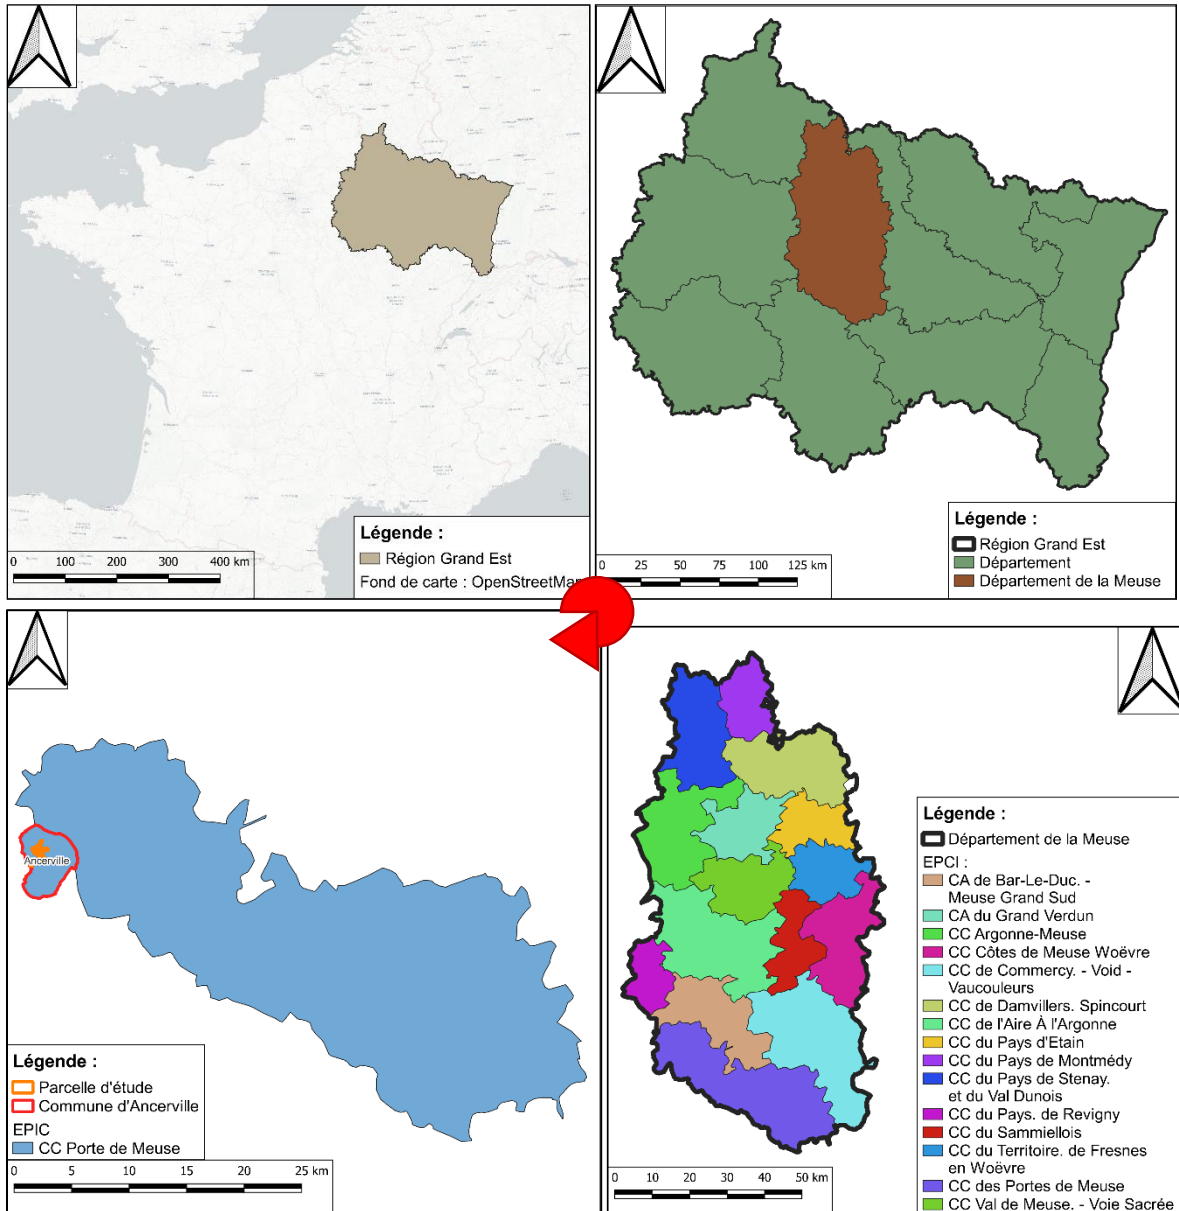 Légende :
Région Grand Est
Fond de carte : OpenStreetMap
0 100 200 300 400 km
Légende :
Région Grand Est
Département
Département de la Meuse
0 25 50 75 100 125 km
Ancerville
Légende :
Parcelle d'étude
Commune d'Ancerville
EPIC
CC Porte de Meuse
0 5 10 15 20 25 km
Légende :
Département de la Meuse
EPCI :
CA de Bar-Le-Duc. -
Meuse Grand Sud
CA du Grand Verdun
CC Argonne-Meuse
CC Côtes de Meuse Woëvre
CC de Commercy. - Void -
Vaucouleurs
CC de Damvillers. Spincourt
CC de l'Aire À l'Argonne
CC du Pays d'Etain
CC du Pays de Montmédy
CC du Pays de Stenay.
et du Val Dunois
CC du Pays. de Revigny
CC du Sammiellois
CC du Territoire. de Fresnes
en Woëvre
CC des Portes de Meuse
CC Val de Meuse. - Voie Sacrée
0 10 20 30 40 50 km